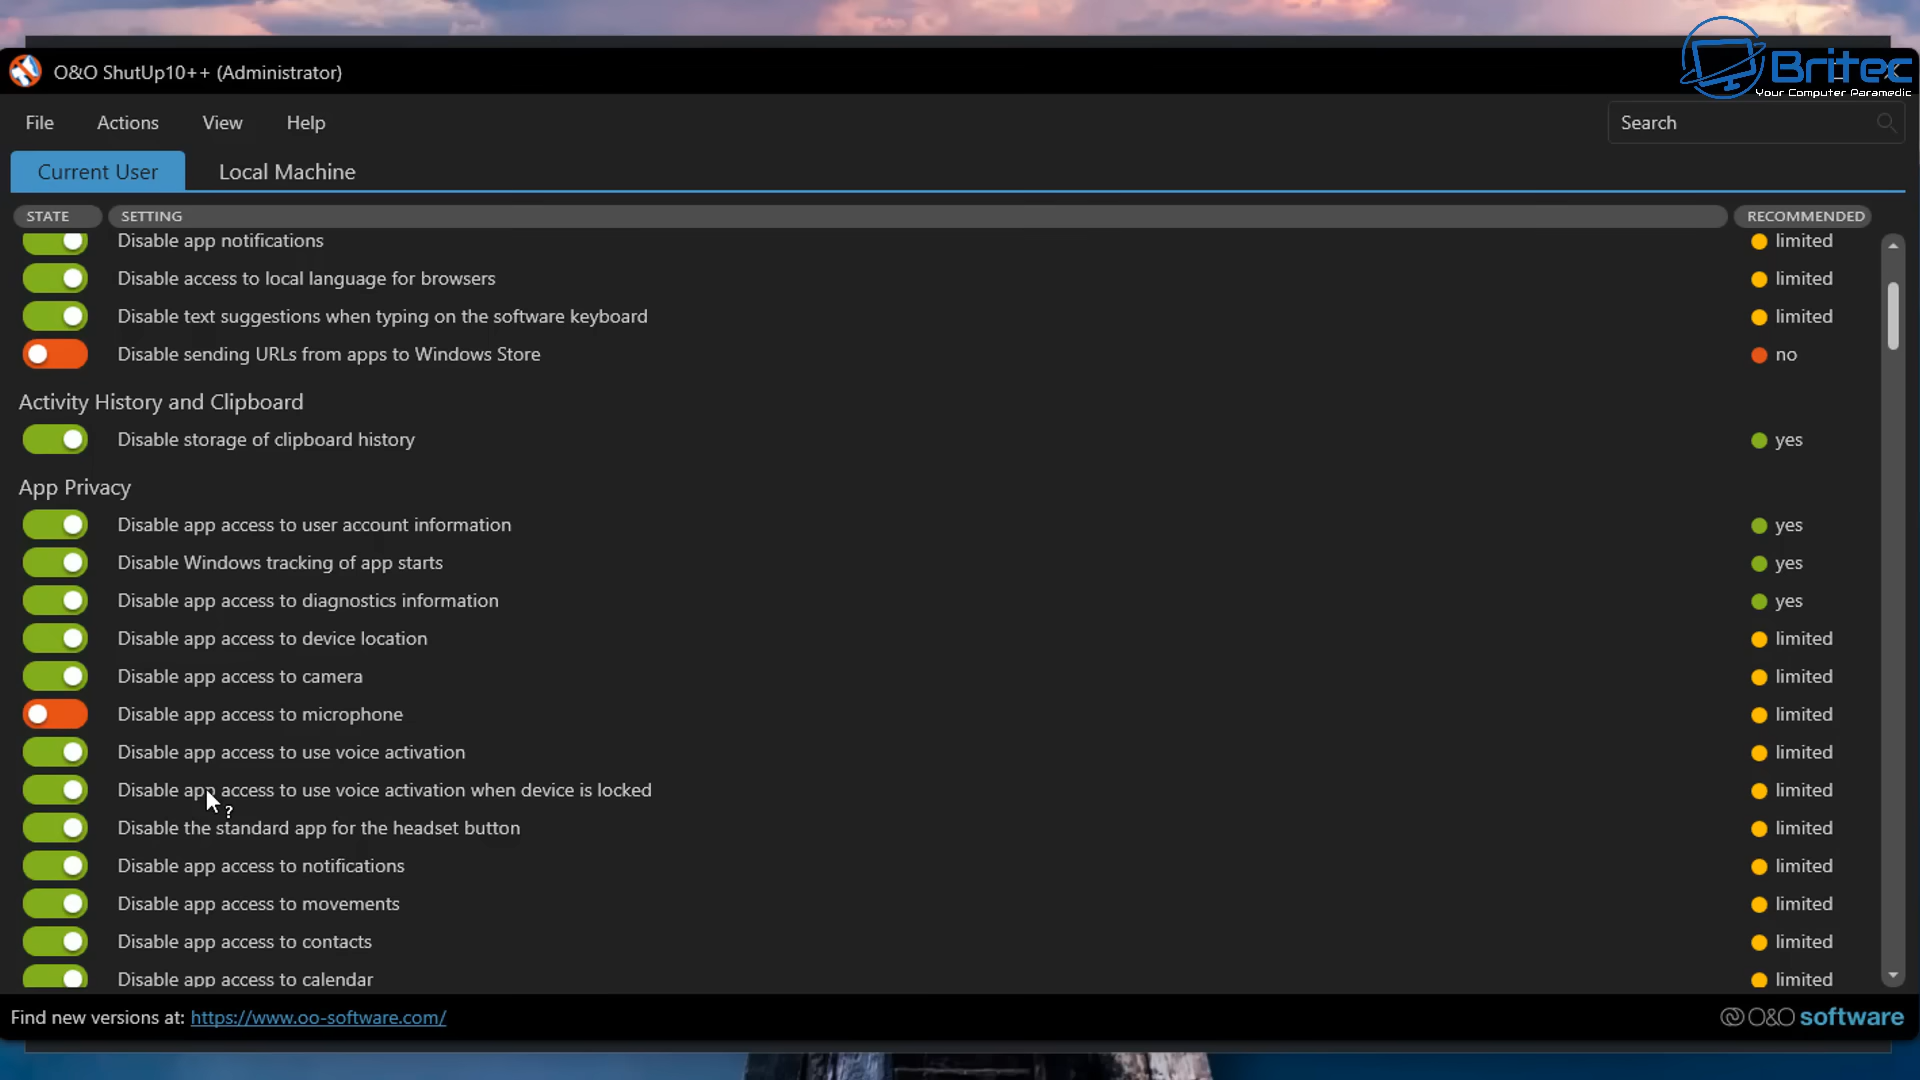 Britec
Your Computer Paramedic
O&O ShutUp10++ (Administrator)
File Actions View Help Search
Current User Local Machine
STATE SETTING RECOMMENDED
Disable app notifications limited
Disable access to local language for browsers limited
Disable text suggestions when typing on the software keyboard limited
Disable sending URLs from apps to Windows Store no
Activity History and Clipboard
Disable storage of clipboard history yes
App Privacy
Disable app access to user account information yes
Disable Windows tracking of app starts yes
Disable app access to diagnostics information yes
Disable app access to device location limited
Disable app access to camera limited
Disable app access to microphone limited
Disable app access to use voice activation limited
Disable app access to use voice activation when device is locked limited
Disable the standard app for the headset button limited
Disable app access to notifications limited
Disable app access to movements limited
Disable app access to contacts limited
Disable app access to calendar limited
Find new versions at: https://www.oo-software.com/ O&O software